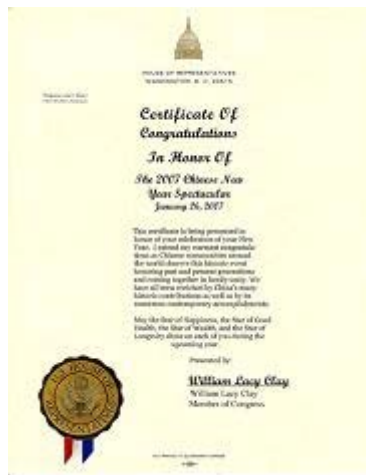 HOUSE OF REPRESENTATIVES
WASHINGTON, D. C. 20515
Certificate Of
Congratulations
In Honor Of
The 2007 Chinese New
Year Spectacular
January 26, 2007
This certificate is being presented in
honor of your celebration of your New
Year. I extend my warmest congratula-
tions as Chinese communities around
the world observe this historic event
honoring past and present generations
and coming together in family unity. We
have all been enriched by China's many
historic contributions as well as by its
numerous contemporary accomplishments.
May the Star of Happiness, the Star of Good
Health, the Star of Wealth, and the Star of
Longevity shine on each of you during the
upcoming year.
Presented by:
William Lacy Clay
William Lacy Clay
Member of Congress